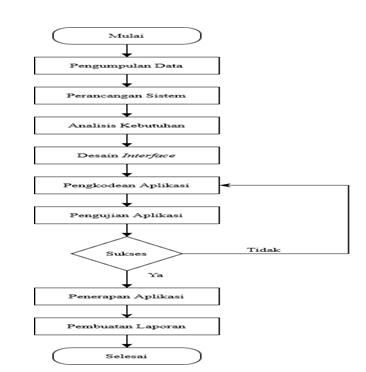 Mulai
Pengumpulan Data
Perancangan Sistem
Analisis Kebutuhan
Desain Interface
Pengkodean Aplikasi
Pengujian Aplikasi
Sukses
Tidak
Ya
Penerapan Aplikasi
Pembuatan Laporan
Selesai